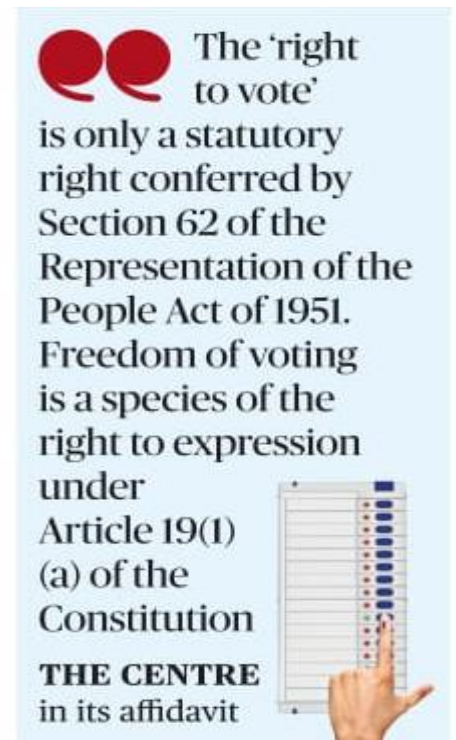 The ‘right
to vote’
is only a statutory
right conferred by
Section 62 of the
Representation of the
People Act of 1951.
Freedom of voting
is a species of the
right to expression
under
Article 19(1)
(a) of the
Constitution
THE CENTRE
in its affidavit